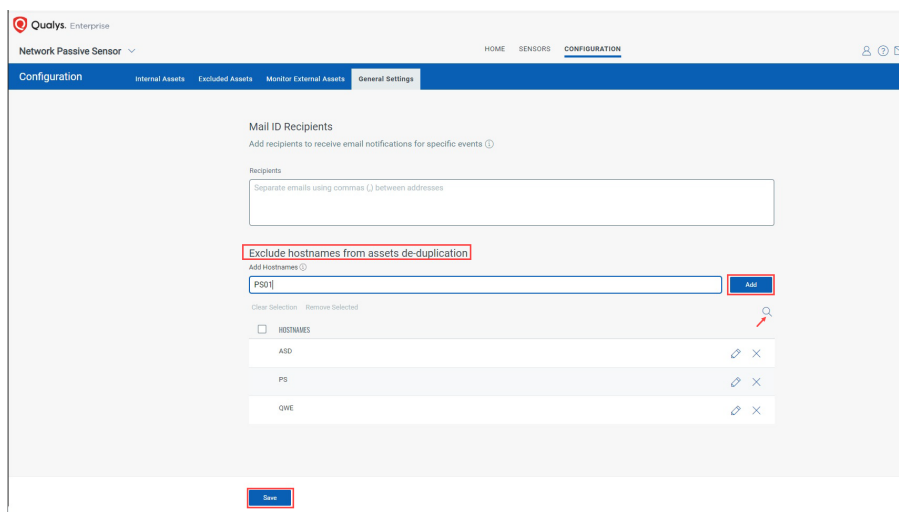 Qualys. Enterprise
Network Passive Sensor
HOME SENSORS CONFIGURATION
Configuration Internal Assets Excluded Assets Monitor External Assets General Settings
Mail ID Recipients
Add recipients to receive email notifications for specific events
Recipients
Separate emails using commas (,) between addresses
Exclude hostnames from assets de-duplication
Add Hostnames
PS01
Add
Clear Selection Remove Selected
HOSTNAMES
ASD
PS
QWE
Save